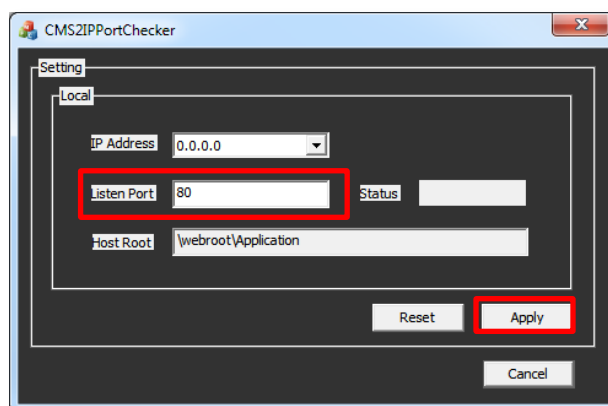 CMS2IPPortChecker
Setting
Local
IP Address 0.0.0.0
Listen Port 80 Status
Host Root \webroot\Application
Reset Apply
Cancel